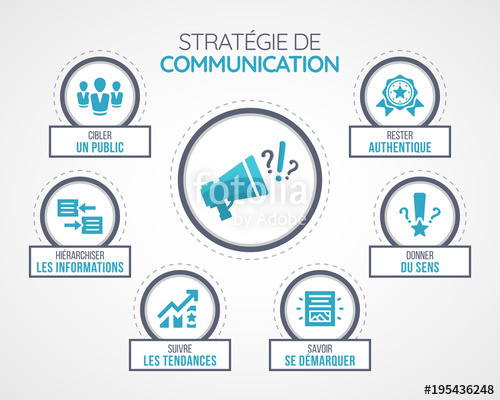 STRATÉGIE DE
COMMUNICATION
CIBLER
UN PUBLIC
RESTER
AUTHENTIQUE
HIÉRARCHISER
LES INFORMATIONS
DONNER
DU SENS
SUIVRE
LES TENDANCES
SAVOIR
SE DÉMARQUER
?!?
? ! ?
fritzich
by Adobe
#195436248